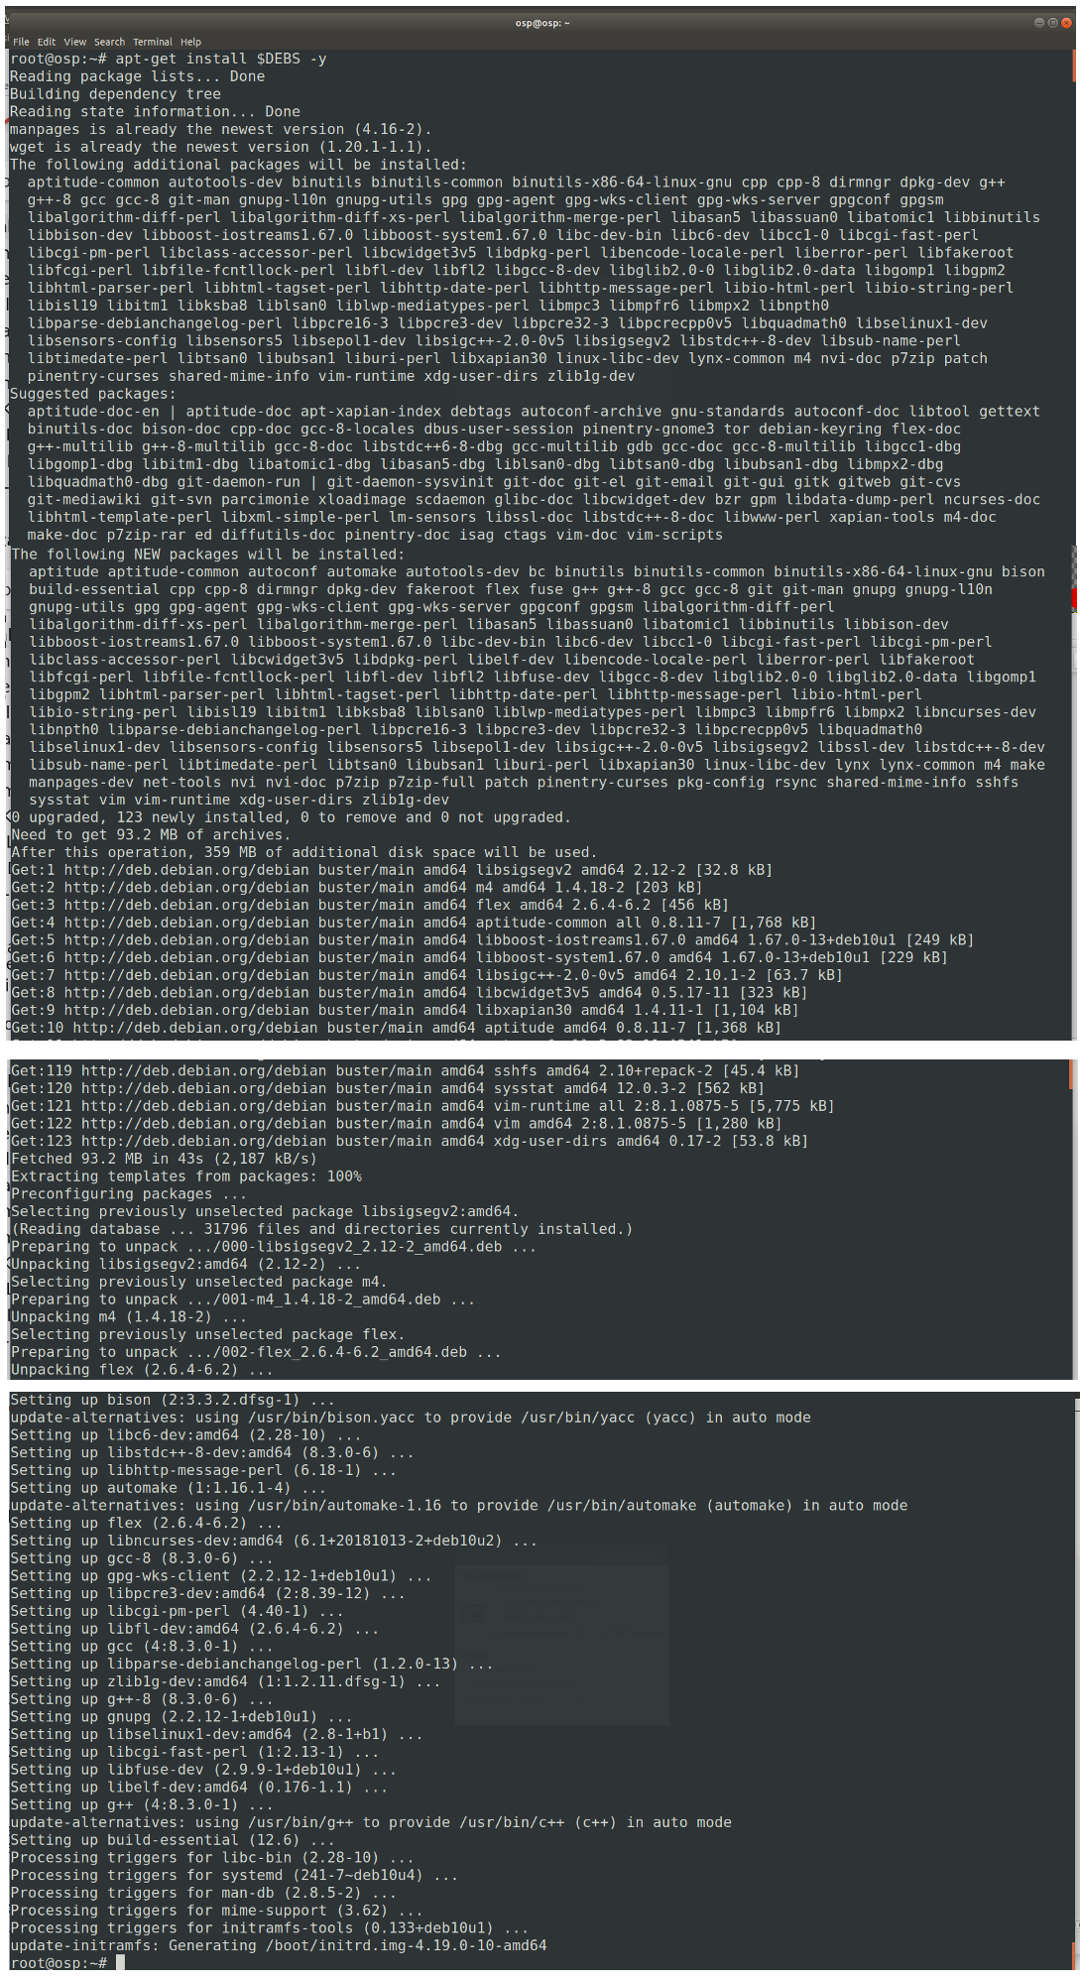 osp@osp: ~
File Edit View Search Terminal Help
root@osp:~# apt-get install $DEBS -y
Reading package lists... Done
Building dependency tree
Reading state information... Done
manpages is already the newest version (4.16-2).
wget is already the newest version (1.20.1-1.1).
The following additional packages will be installed:
aptitude-common autotools-dev binutils binutils-common binutils-x86-64-linux-gnu cpp cpp-8 dirmngr dpkg-dev g++
g++-8 gcc gcc-8 git-man gnupg-l10n gnupg-utils gpg gpg-agent gpg-wks-client gpg-wks-server gpgconf gpgsm
libalgorithm-diff-perl libalgorithm-diff-xs-perl libalgorithm-merge-perl libasan5 libassuan0 libatomic1 libbinutils
libbison-dev libboost-iostreams1.67.0 libboost-system1.67.0 libc-dev-bin libc6-dev libcc1-0 libcgi-fast-perl
libcgi-pm-perl libclass-accessor-perl libcwidget3v5 libdpkg-perl libencode-locale-perl liberror-perl libfakeroot
libfcgi-perl libfile-fcntllock-perl libfl-dev libfl2 libgcc-8-dev libglib2.0-0 libglib2.0-data libgomp1 libgpm2
libhtml-parser-perl libhtml-tagset-perl libhttp-date-perl libhttp-message-perl libio-html-perl libio-string-perl
libisl19 libitm1 libksba8 liblsan0 liblwp-mediatypes-perl libmpc3 libmpfr6 libmpx2 libnpth0
libparse-debianchangelog-perl libpcre16-3 libpcre3-dev libpcre32-3 libpcrecpp0v5 libquadmath0 libselinux1-dev
libsensors-config libsensors5 libsepol1-dev libsigc++-2.0-0v5 libsigsegv2 libstdc++-8-dev libsub-name-perl
libtimedate-perl libtsan0 libubsan1 liburi-perl libxapian30 linux-libc-dev lynx-common m4 nvi-doc p7zip patch
pinentry-curses shared-mime-info vim-runtime xdg-user-dirs zlib1g-dev
Suggested packages:
aptitude-doc-en | aptitude-doc apt-xapian-index debtags autoconf-archive gnu-standards autoconf-doc libtool gettext
binutils-doc bison-doc cpp-doc gcc-8-locales dbus-user-session pinentry-gnome3 tor debian-keyring flex-doc
g++-multilib g++-8-multilib gcc-8-doc libstdc++6-8-dbg gcc-multilib gdb gcc-doc gcc-8-multilib libgcc1-dbg
libgomp1-dbg libitm1-dbg libatomic1-dbg libasan5-dbg liblsan0-dbg libtsan0-dbg libubsan1-dbg libmpx2-dbg
libquadmath0-dbg git-daemon-run | git-daemon-sysvinit git-doc git-el git-email git-gui gitk gitweb git-cvs
git-mediawiki git-svn parcimonie xloadimage scdaemon glibc-doc libcwidget-dev bzr gpm libdata-dump-perl ncurses-doc
libhtml-template-perl libxml-simple-perl lm-sensors libssl-doc libstdc++-8-doc libwww-perl xapian-tools m4-doc
make-doc p7zip-rar ed diffutils-doc pinentry-doc isag ctags vim-doc vim-scripts
The following NEW packages will be installed:
aptitude aptitude-common autoconf automake autotools-dev bc binutils binutils-common binutils-x86-64-linux-gnu bison
build-essential cpp cpp-8 dirmngr dpkg-dev fakeroot flex fuse g++ g++-8 gcc gcc-8 git git-man gnupg gnupg-l10n
gnupg-utils gpg gpg-agent gpg-wks-client gpg-wks-server gpgconf gpgsm libalgorithm-diff-perl
libalgorithm-diff-xs-perl libalgorithm-merge-perl libasan5 libassuan0 libatomic1 libbinutils libbison-dev
libboost-iostreams1.67.0 libboost-system1.67.0 libc-dev-bin libc6-dev libcc1-0 libcgi-fast-perl libcgi-pm-perl
libclass-accessor-perl libcwidget3v5 libdpkg-perl libelf-dev libencode-locale-perl liberror-perl libfakeroot
libfcgi-perl libfile-fcntllock-perl libfl-dev libfl2 libfuse-dev libgcc-8-dev libglib2.0-0 libglib2.0-data libgomp1
libgpm2 libhtml-parser-perl libhtml-tagset-perl libhttp-date-perl libhttp-message-perl libio-html-perl
libio-string-perl libisl19 libitm1 libksba8 liblsan0 liblwp-mediatypes-perl libmpc3 libmpfr6 libmpx2 libncurses-dev
libnpth0 libparse-debianchangelog-perl libpcre16-3 libpcre3-dev libpcre32-3 libpcrecpp0v5 libquadmath0
libselinux1-dev libsensors-config libsensors5 libsepol1-dev libsigc++-2.0-0v5 libsigsegv2 libssl-dev libstdc++-8-dev
libsub-name-perl libtimedate-perl libtsan0 libubsan1 liburi-perl libxapian30 linux-libc-dev lynx lynx-common m4 make
manpages-dev net-tools nvi nvi-doc p7zip p7zip-full patch pinentry-curses pkg-config rsync shared-mime-info sshfs
sysstat vim vim-runtime xdg-user-dirs zlib1g-dev
0 upgraded, 123 newly installed, 0 to remove and 0 not upgraded.
Need to get 93.2 MB of archives.
After this operation, 359 MB of additional disk space will be used.
Get:1 http://deb.debian.org/debian buster/main amd64 libsigsegv2 amd64 2.12-2 [32.8 kB]
Get:2 http://deb.debian.org/debian buster/main amd64 m4 amd64 1.4.18-2 [203 kB]
Get:3 http://deb.debian.org/debian buster/main amd64 flex amd64 2.6.4-6.2 [456 kB]
Get:4 http://deb.debian.org/debian buster/main amd64 aptitude-common all 0.8.11-7 [1,768 kB]
Get:5 http://deb.debian.org/debian buster/main amd64 libboost-iostreams1.67.0 amd64 1.67.0-13+deb10u1 [249 kB]
Get:6 http://deb.debian.org/debian buster/main amd64 libboost-system1.67.0 amd64 1.67.0-13+deb10u1 [229 kB]
Get:7 http://deb.debian.org/debian buster/main amd64 libsigc++-2.0-0v5 amd64 2.10.1-2 [63.7 kB]
Get:8 http://deb.debian.org/debian buster/main amd64 libcwidget3v5 amd64 0.5.17-11 [323 kB]
Get:9 http://deb.debian.org/debian buster/main amd64 libxapian30 amd64 1.4.11-1 [1,104 kB]
Get:10 http://deb.debian.org/debian buster/main amd64 aptitude amd64 0.8.11-7 [1,368 kB]
Get:119 http://deb.debian.org/debian buster/main amd64 sshfs amd64 2.10+repack-2 [45.4 kB]
Get:120 http://deb.debian.org/debian buster/main amd64 sysstat amd64 12.0.3-2 [562 kB]
Get:121 http://deb.debian.org/debian buster/main amd64 vim-runtime all 2:8.1.0875-5 [5,775 kB]
Get:122 http://deb.debian.org/debian buster/main amd64 vim amd64 2:8.1.0875-5 [1,280 kB]
Get:123 http://deb.debian.org/debian buster/main amd64 xdg-user-dirs amd64 0.17-2 [53.8 kB]
Fetched 93.2 MB in 43s (2,187 kB/s)
Extracting templates from packages: 100%
Preconfiguring packages ...
Selecting previously unselected package libsigsegv2:amd64.
(Reading database ... 31796 files and directories currently installed.)
Preparing to unpack .../000-libsigsegv2_2.12-2_amd64.deb ...
Unpacking libsigsegv2:amd64 (2.12-2) ...
Selecting previously unselected package m4.
Preparing to unpack .../001-m4_1.4.18-2_amd64.deb ...
Unpacking m4 (1.4.18-2) ...
Selecting previously unselected package flex.
Preparing to unpack .../002-flex_2.6.4-6.2_amd64.deb ...
Unpacking flex (2.6.4-6.2) ...
Setting up bison (2:3.3.2.dfsg-1) ...
update-alternatives: using /usr/bin/bison.yacc to provide /usr/bin/yacc (yacc) in auto mode
Setting up libc6-dev:amd64 (2.28-10) ...
Setting up libstdc++-8-dev:amd64 (8.3.0-6) ...
Setting up libhttp-message-perl (6.18-1) ...
Setting up automake (1:1.16.1-4) ...
update-alternatives: using /usr/bin/automake-1.16 to provide /usr/bin/automake (automake) in auto mode
Setting up flex (2.6.4-6.2) ...
Setting up libncurses-dev:amd64 (6.1+20181013-2+deb10u2) ...
Setting up gcc-8 (8.3.0-6) ...
Setting up gpg-wks-client (2.2.12-1+deb10u1) ...
Setting up libpcre3-dev:amd64 (2:8.39-12) ...
Setting up libcgi-pm-perl (4.40-1) ...
Setting up libfl-dev:amd64 (2.6.4-6.2) ...
Setting up gcc (4:8.3.0-1) ...
Setting up libparse-debianchangelog-perl (1.2.0-13) ...
Setting up zlib1g-dev:amd64 (1:1.2.11.dfsg-1) ...
Setting up g++-8 (8.3.0-6) ...
Setting up gnupg (2.2.12-1+deb10u1) ...
Setting up libselinux1-dev:amd64 (2.8-1+b1) ...
Setting up libcgi-fast-perl (1:2.13-1) ...
Setting up libfuse-dev (2.9.9-1+deb10u1) ...
Setting up libelf-dev:amd64 (0.176-1.1) ...
Setting up g++ (4:8.3.0-1) ...
update-alternatives: using /usr/bin/g++ to provide /usr/bin/c++ (c++) in auto mode
Setting up build-essential (12.6) ...
Processing triggers for libc-bin (2.28-10) ...
Processing triggers for systemd (241-7~deb10u4) ...
Processing triggers for man-db (2.8.5-2) ...
Processing triggers for mime-support (3.62) ...
Processing triggers for initramfs-tools (0.133+deb10u1) ...
update-initramfs: Generating /boot/initrd.img-4.19.0-10-amd64
root@osp:~#